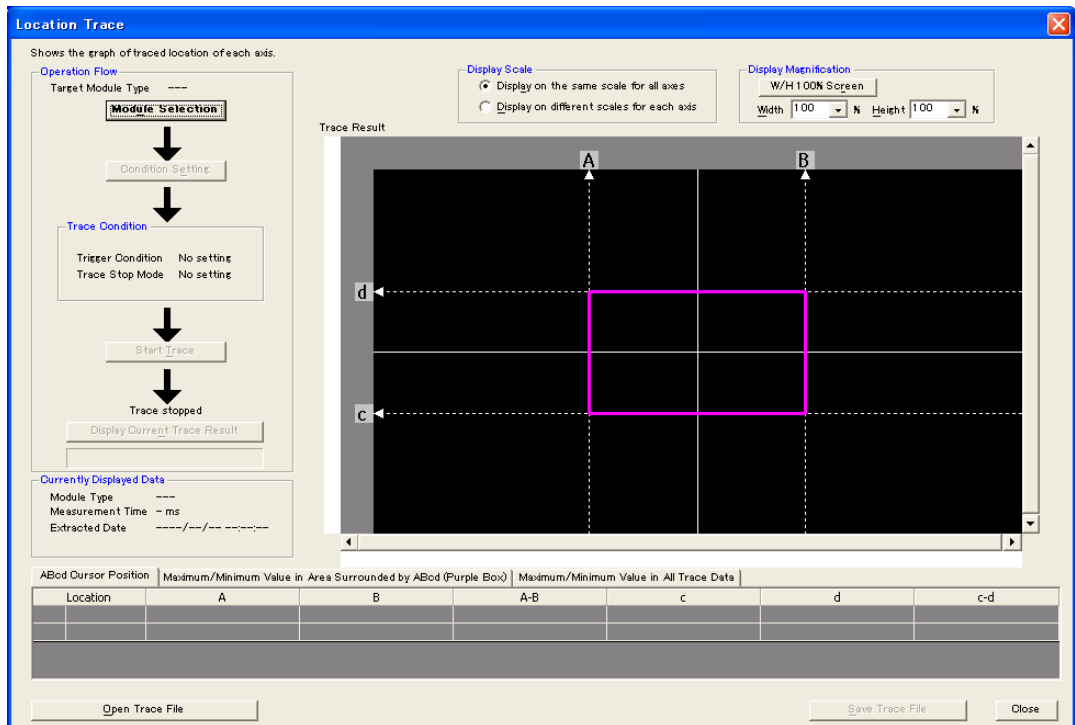 Location Trace
Shows the graph of traced location of each axis.
Operation Flow
Target Module Type ---
Module Selection
Condition Setting
Trace Condition
Trigger Condition No setting
Trace Stop Mode No setting
Start Trace
Trace stopped
Display Current Trace Result
Currently Displayed Data
Module Type ---
Measurement Time - ms
Extracted Date ----/--/-- --:--:--
Display Scale
Display on the same scale for all axes
Display on different scales for each axis
Display Magnification
W/H 100% Screen
Width 100 % Height 100 %
Trace Result
A B
d
c
ABcd Cursor Position Maximum/Minimum Value in Area Surrounded by ABcd (Purple Box) Maximum/Minimum Value in All Trace Data
Location A B A-B c d c-d
Open Trace File Save Trace File Close